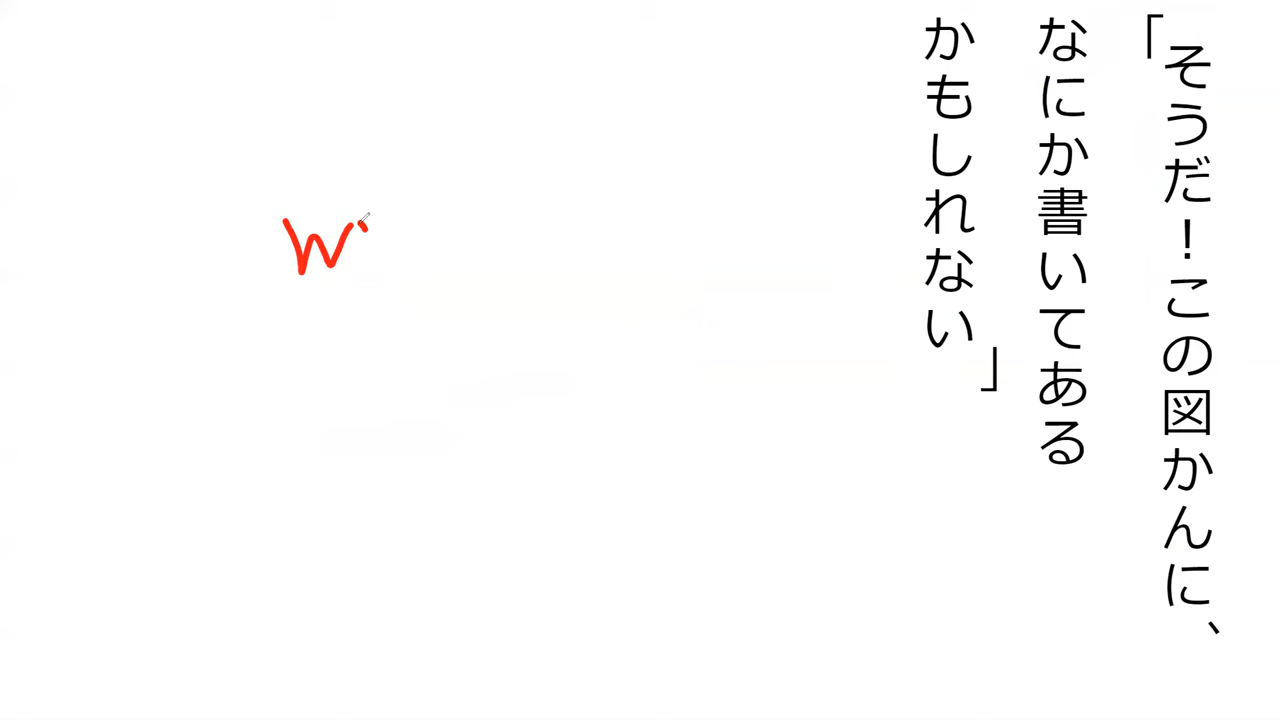 「そうだ！この図かんに、
なにか書いてある
かもしれない」
w